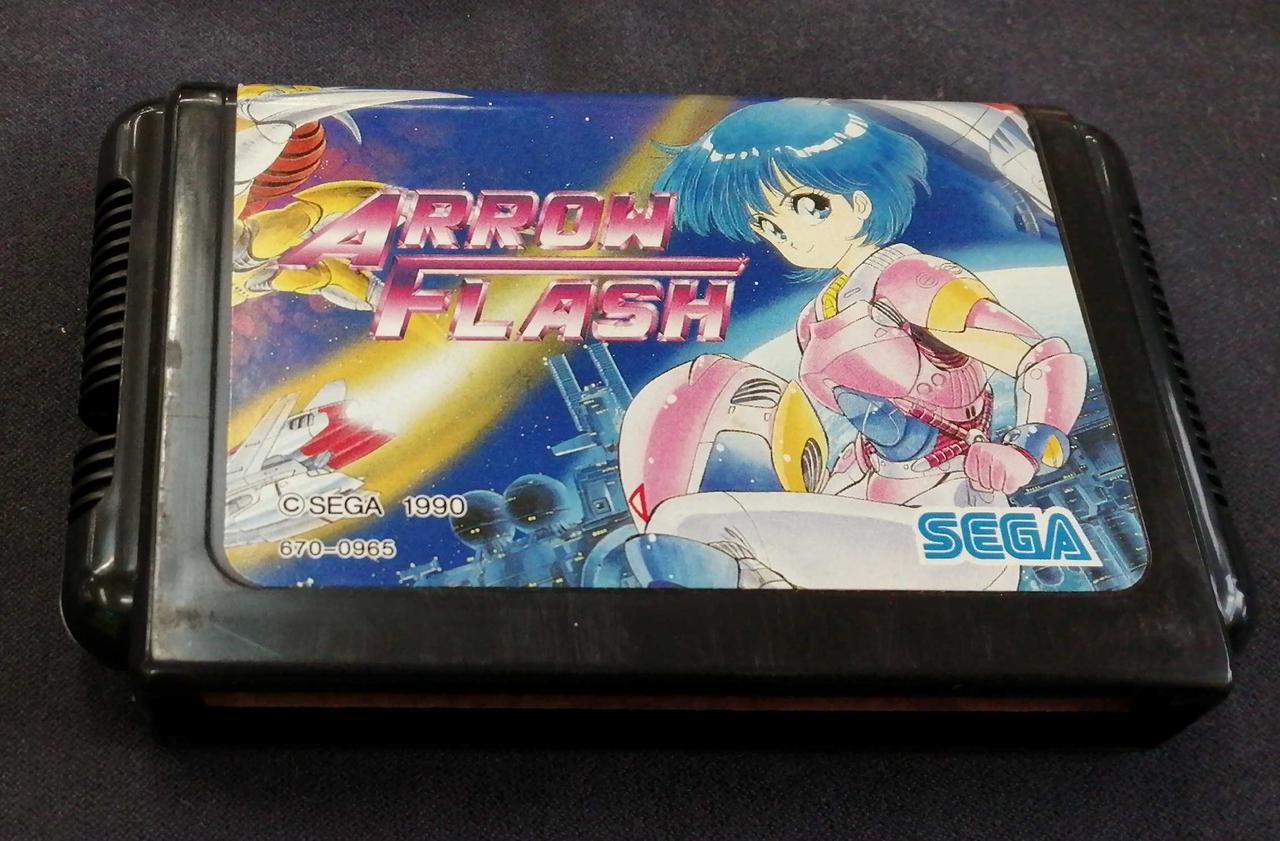 ARROW
FLASH
© SEGA 1990
670-0965
SEGA